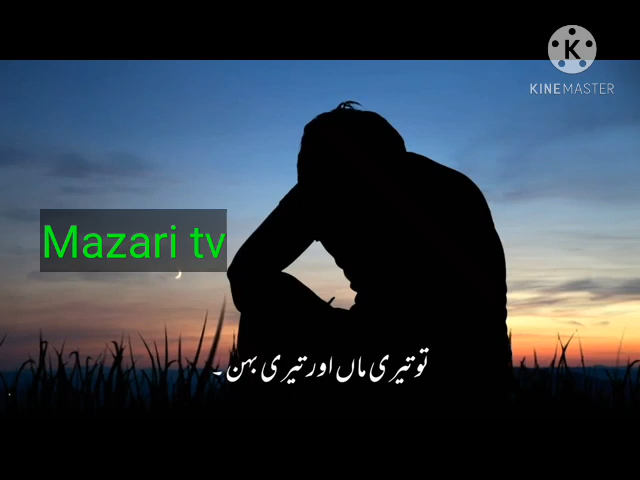 KINEMASTER
Mazari tv
تو تیری ماں اور تیری بہن ۔